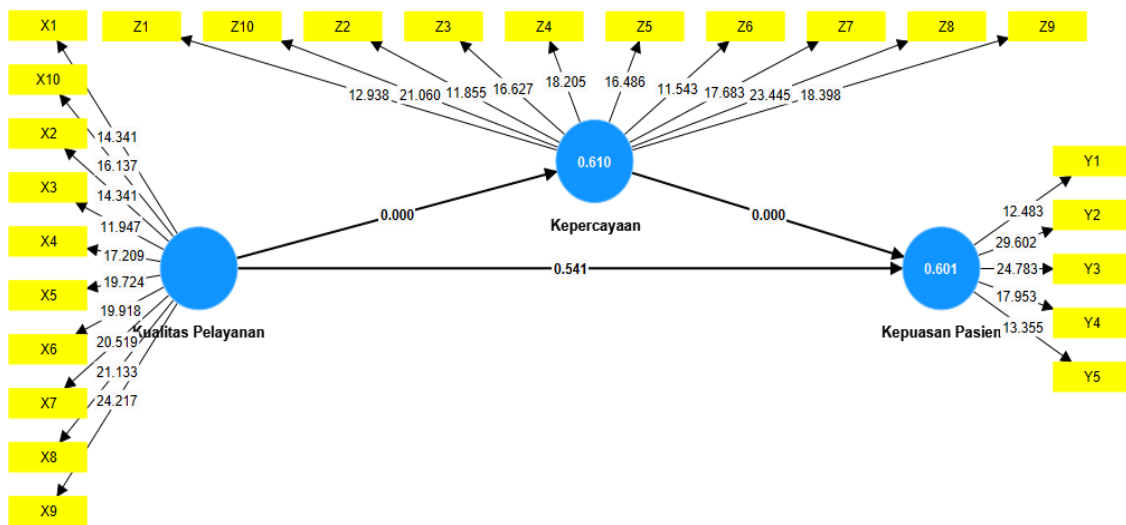 X1
Z1
Z10
Z2
Z3
Z4
Z5
Z6
Z7
Z8
Z9
12.938
21.060
11.855
16.627
18.205
16.486
11.543
17.683
23.445
18.398
X10
X2
X3
X4
X5
X6
X7
X8
X9
14.341
16.137
14.341
11.947
17.209
19.724
19.918
20.519
21.133
24.217
Kualitas Pelayanan
0.000
0.610
Kepercayaan
0.000
0.541
0.601
Kepuasan Pasien
12.483
29.602
24.783
17.953
13.355
Y1
Y2
Y3
Y4
Y5